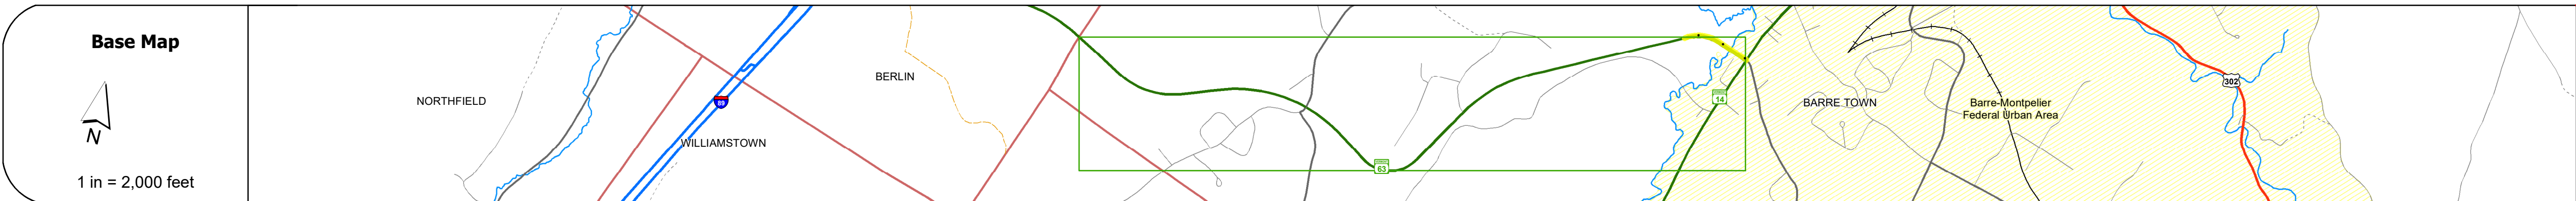 Base Map
N
1 in = 2,000 feet
NORTHFIELD
89
WILLIAMSTOWN
BERLIN
63
14
BARRE TOWN
Barre-Montpelier
Federal Urban Area
302